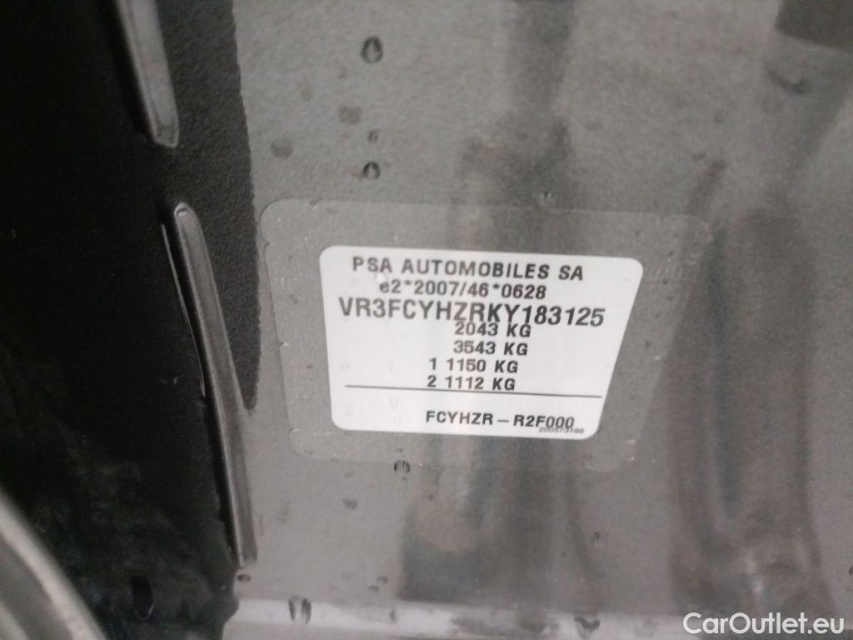 PSA AUTOMOBILES SA
e2*2007/46*0628
VR3FCYHZRKY183125
2043 KG
3543 KG
1 1150 KG
2 1112 KG
FCYHZR – R2F000
CarOutlet.eu